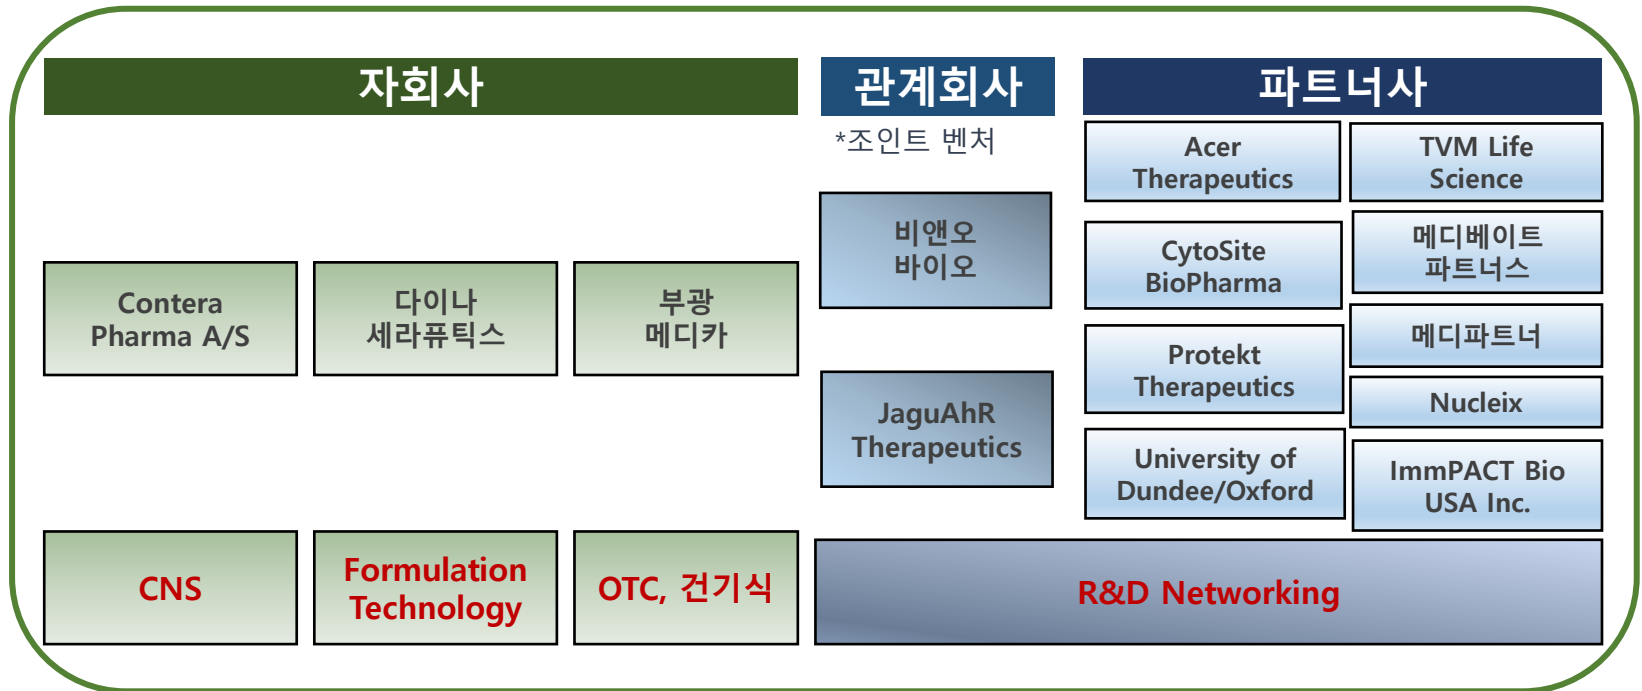 자회사
Contera
Pharma A/S
다이나
세라퓨틱스
부광
메디카
CNS
Formulation
Technology
OTC, 건기식
관계회사
*조인트 벤처
비앤오
바이오
JaguAhR
Therapeutics
파트너사
Acer
Therapeutics
TVM Life
Science
CytoSite
BioPharma
메디베이트
파트너스
Protekt
Therapeutics
메디파트너
Nucleix
University of
Dundee/Oxford
ImmPACT Bio
USA Inc.
R&D Networking